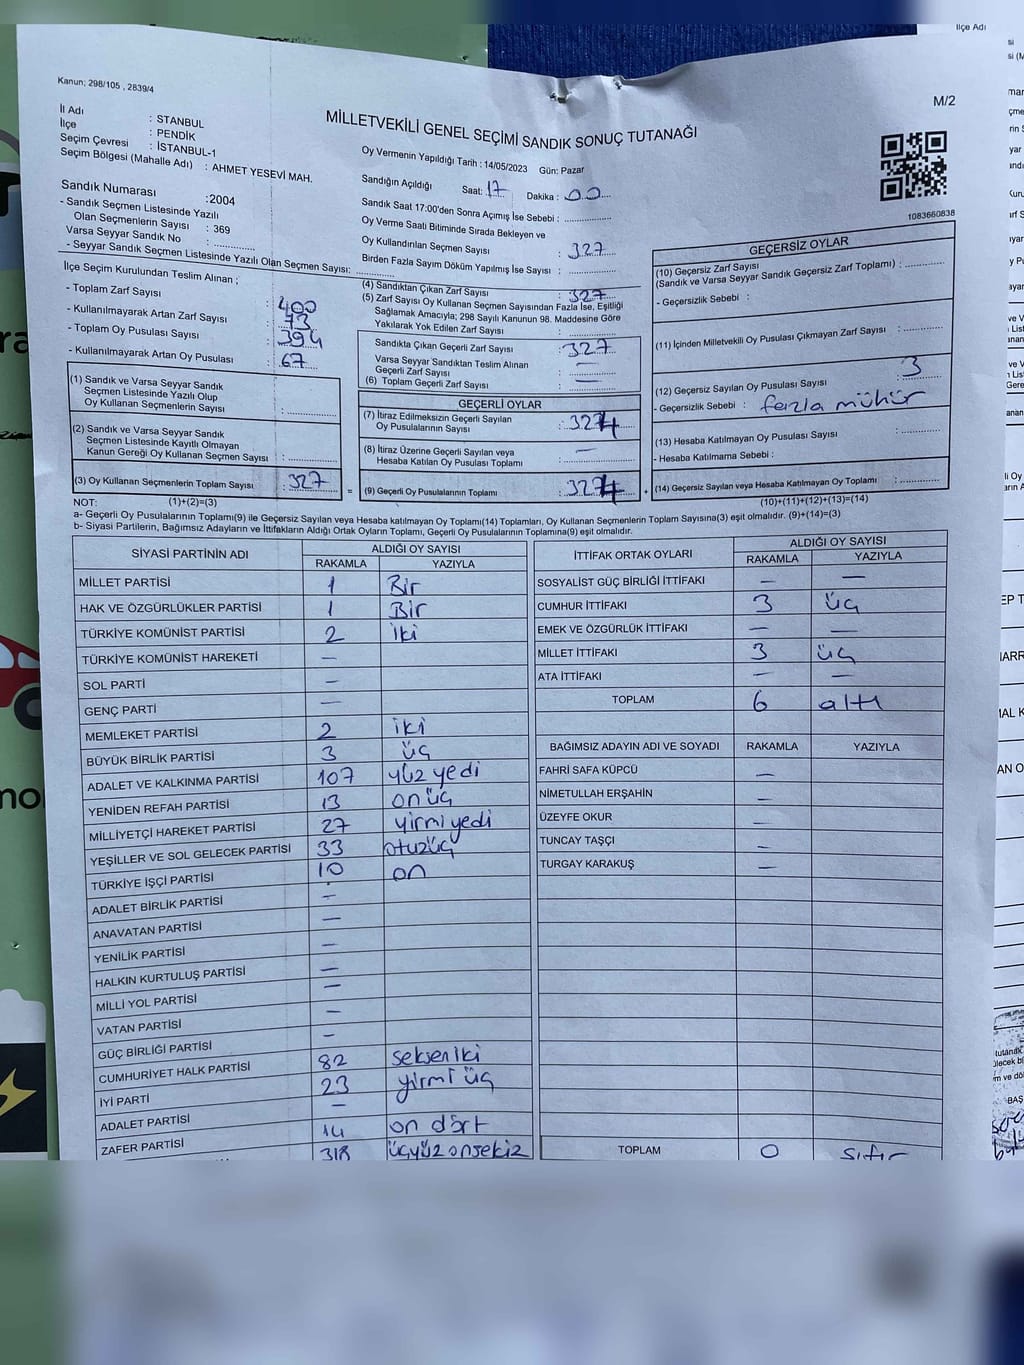 Kanun; 298/105 , 2839/4
M/2
MİLLETVEKİLİ GENEL SEÇİMİ SANDIK SONUÇ TUTANAĞI
İl Adı : STANBUL
İlçe : PENDİK
Seçim Çevresi : İSTANBUL-1
Seçim Bölgesi (Mahalle Adı) : AHMET YESEVİ MAH.
Sandık Numarası :2004
- Sandık Seçmen Listesinde Yazılı
Olan Seçmenlerin Sayısı : 369
Varsa Seyyar Sandık No : ..............
- Seyyar Sandık Seçmen Listesinde Yazılı Olan Seçmen Sayısı: ..............
Oy Vermenin Yapıldığı Tarih : 14/05/2023 Gün: Pazar
Sandığın Açıldığı Saat: 17 Dakika : 00
Sandık Saat 17:00'den Sonra Açımış İse Sebebi : ..............
Oy Verme Saati Bitiminde Sırada Bekleyen ve
Oy Kullandırılan Seçmen Sayısı : 327
Birden Fazla Sayım Döküm Yapılmış İse Sayısı : ..............
1083660838
İlçe Seçim Kurulundan Teslim Alınan ;
- Toplam Zarf Sayısı : 400
- Kullanılmayarak Artan Zarf Sayısı : 73
- Toplam Oy Pusulası Sayısı : 394
- Kullanılmayarak Artan Oy Pusulası : 67
(1) Sandık ve Varsa Seyyar Sandık
Seçmen Listesinde Yazılı Olup
Oy Kullanan Seçmenlerin Sayısı : ..............
(2) Sandık ve Varsa Seyyar Sandık
Seçmen Listesinde Kayıtlı Olmayan
Kanun Gereği Oy Kullanan Seçmen Sayısı : ..............
(3) Oy Kullanan Seçmenlerin Toplam Sayısı : 327
(4) Sandıktan Çıkan Zarf Sayısı : 327
(5) Zarf Sayısı Oy Kullanan Seçmen Sayısından Fazla İse, Eşitliği
Sağlamak Amacıyla; 298 Sayılı Kanunun 98. Maddesine Göre
Yakılarak Yok Edilen Zarf Sayısı : ..............
Sandıkta Çıkan Geçerli Zarf Sayısı : 327
Varsa Seyyar Sandıktan Teslim Alınan
Geçerli Zarf Sayısı : —
(6) Toplam Geçerli Zarf Sayısı : —
GEÇERLİ OYLAR
(7) İtiraz Edilmeksizin Geçerli Sayılan
Oy Pusulalarının Sayısı : 324
(8) İtiraz Üzerine Geçerli Sayılan veya
Hesaba Katılan Oy Pusulası Toplamı : —
= (9) Geçerli Oy Pusulalarının Toplamı : 324 +
GEÇERSİZ OYLAR
(10) Geçersiz Zarf Sayısı
(Sandık ve Varsa Seyyar Sandık Geçersiz Zarf Toplamı) : ..............
- Geçersizlik Sebebi :
(11) İçinden Milletvekili Oy Pusulası Çıkmayan Zarf Sayısı : ..............
(12) Geçersiz Sayılan Oy Pusulası Sayısı : 3
- Geçersizlik Sebebi : fazla mühür
(13) Hesaba Katılmayan Oy Pusulası Sayısı : ..............
- Hesaba Katılmama Sebebi :
(14) Geçersiz Sayılan veya Hesaba Katılmayan Oy Toplamı : ..............
NOT: (1)+(2)=(3) (10)+(11)+(12)+(13)=(14)
a- Geçerli Oy Pusulalarının Toplamı(9) ile Geçersiz Sayılan veya Hesaba katılmayan Oy Toplamı(14) Toplamları, Oy Kullanan Seçmenlerin Toplam Sayısına(3) eşit olmalıdır. (9)+(14)=(3)
b- Siyasi Partilerin, Bağımsız Adayların ve İttifakların Aldığı Ortak Oyların Toplamı, Geçerli Oy Pusulalarının Toplamına(9) eşit olmalıdır.
SİYASİ PARTİNİN ADI ALDIĞI OY SAYISI
RAKAMLA YAZIYLA
MİLLET PARTİSİ 1 Bir
HAK VE ÖZGÜRLÜKLER PARTİSİ 1 Bir
TÜRKİYE KOMÜNİST PARTİSİ 2 iki
TÜRKİYE KOMÜNİST HAREKETİ —
SOL PARTİ —
GENÇ PARTİ —
MEMLEKET PARTİSİ 2 iki
BÜYÜK BİRLİK PARTİSİ 3 üç
ADALET VE KALKINMA PARTİSİ 107 yüz yedi
YENİDEN REFAH PARTİSİ 13 onüç
MİLLİYETÇİ HAREKET PARTİSİ 27 yirmiyedi
YEŞİLLER VE SOL GELECEK PARTİSİ 33 otuzüç
TÜRKİYE İŞÇİ PARTİSİ 10 on
ADALET BİRLİK PARTİSİ —
ANAVATAN PARTİSİ —
YENİLİK PARTİSİ —
HALKIN KURTULUŞ PARTİSİ —
MİLLİ YOL PARTİSİ —
VATAN PARTİSİ —
GÜÇ BİRLİĞİ PARTİSİ —
CUMHURİYET HALK PARTİSİ 82 seksen iki
İYİ PARTİ 23 yirmi üç
ADALET PARTİSİ —
ZAFER PARTİSİ 14 on dört
318 üçyüz onsekiz
İTTİFAK ORTAK OYLARI ALDIĞI OY SAYISI
RAKAMLA YAZIYLA
SOSYALİST GÜÇ BİRLİĞİ İTTİFAKI — —
CUMHUR İTTİFAKI 3 üç
EMEK VE ÖZGÜRLÜK İTTİFAKI — —
MİLLET İTTİFAKI 3 üç
ATA İTTİFAKI — —
TOPLAM 6 altı
BAĞIMSIZ ADAYIN ADI VE SOYADI RAKAMLA YAZIYLA
FAHRİ SAFA KÜPCÜ —
NİMETULLAH ERŞAHİN —
ÜZEYFE OKUR —
TUNCAY TAŞÇI —
TURGAY KARAKUŞ —
TOPLAM 0 sıfır
İlçe Adı